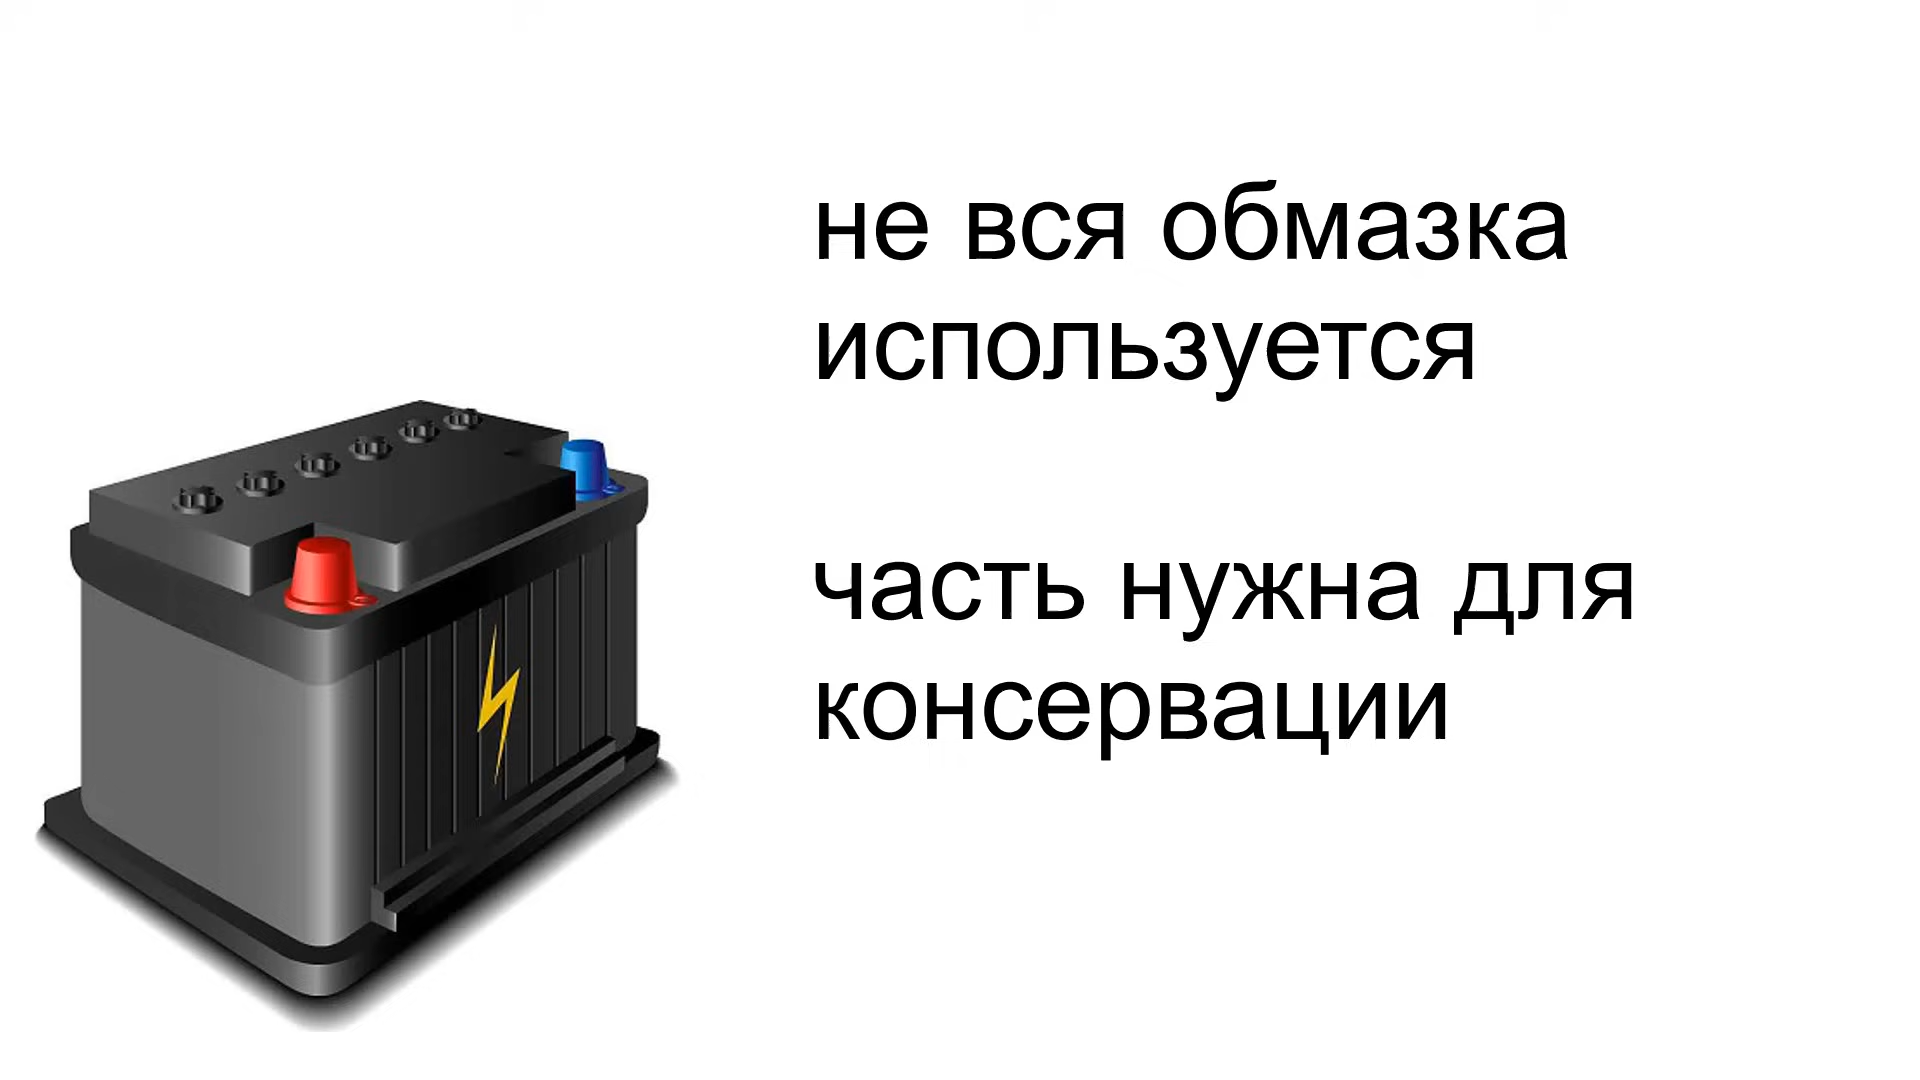 не вся обмазка
используется
часть нужна для
консервации